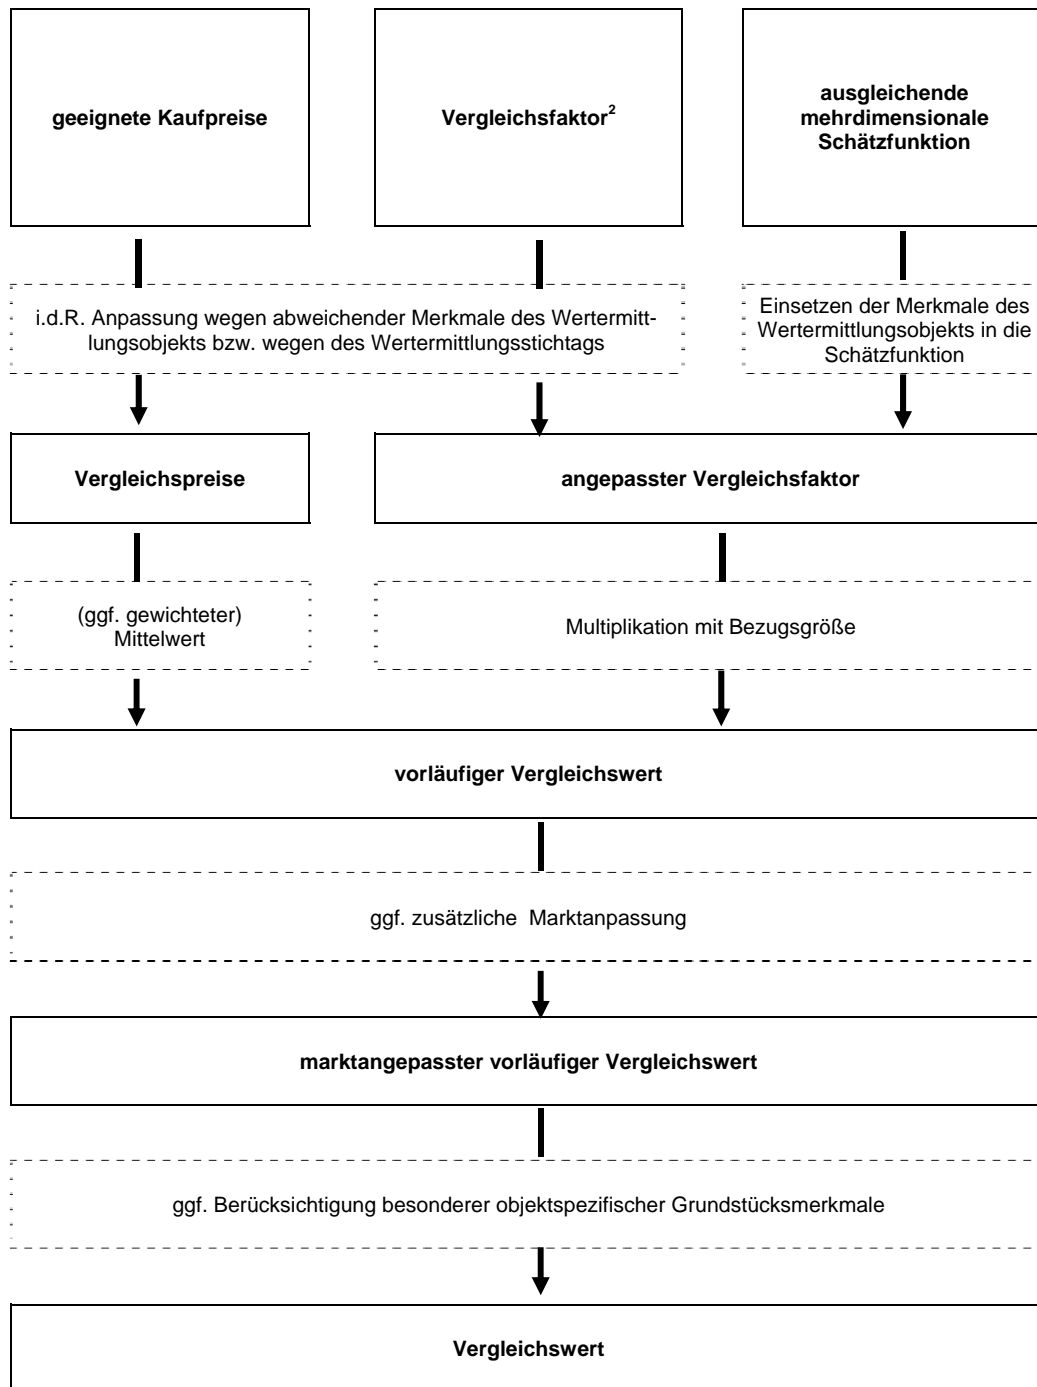 geeignete Kaufpreise
Vergleichsfaktor²
ausgleichende
mehrdimensionale
Schätzfunktion
i.d.R. Anpassung wegen abweichender Merkmale des Wertermitt-
lungsobjekts bzw. wegen des Wertermittlungsstichtags
Einsetzen der Merkmale des
Wertermittlungsobjekts in die
Schätzfunktion
Vergleichspreise
angepasster Vergleichsfaktor
(ggf. gewichteter)
Mittelwert
Multiplikation mit Bezugsgröße
vorläufiger Vergleichswert
ggf. zusätzliche Marktanpassung
marktangepasster vorläufiger Vergleichswert
ggf. Berücksichtigung besonderer objektspezifischer Grundstücksmerkmale
Vergleichswert